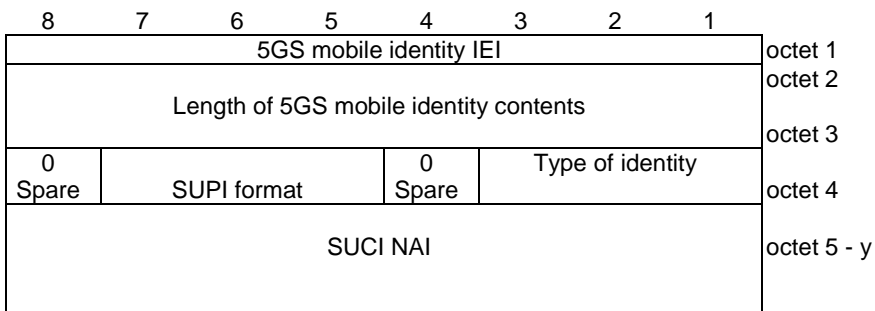 8 7 6 5 4 3 2 1
5GS mobile identity IEI octet 1
octet 2
Length of 5GS mobile identity contents
octet 3
0 0 Type of identity
Spare SUPI format Spare octet 4
SUCI NAI octet 5 - y